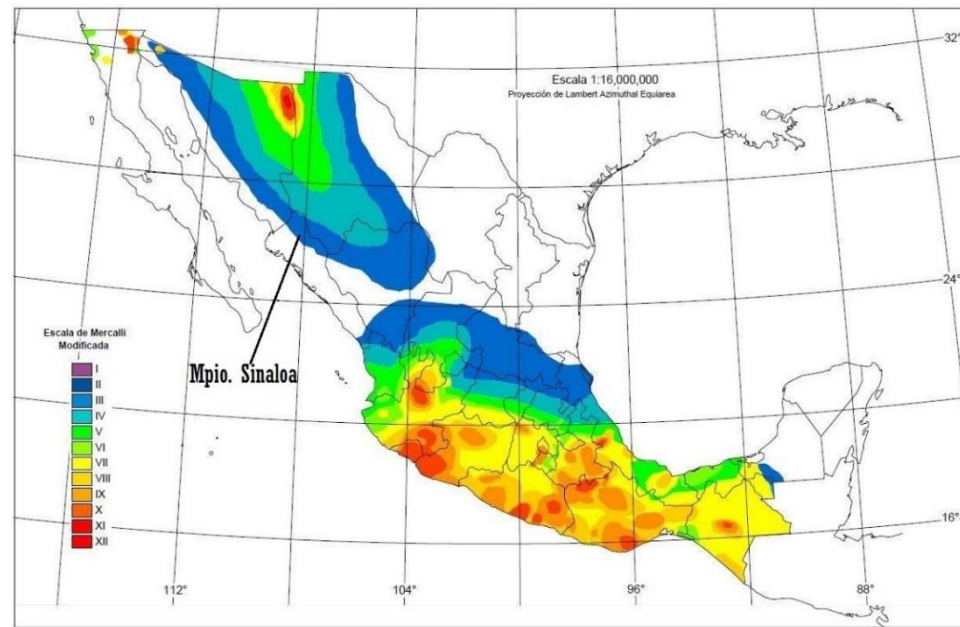 32°
Escala 1:16,000,000
Proyección de Lambert Azimuthal Equiarea
24°
Escala de Mercalli
Modificada
I
II
III
IV
V
VI
VII
VIII
IX
X
XI
XII
Mpio. Sinaloa
16°
112°
104°
96°
88°